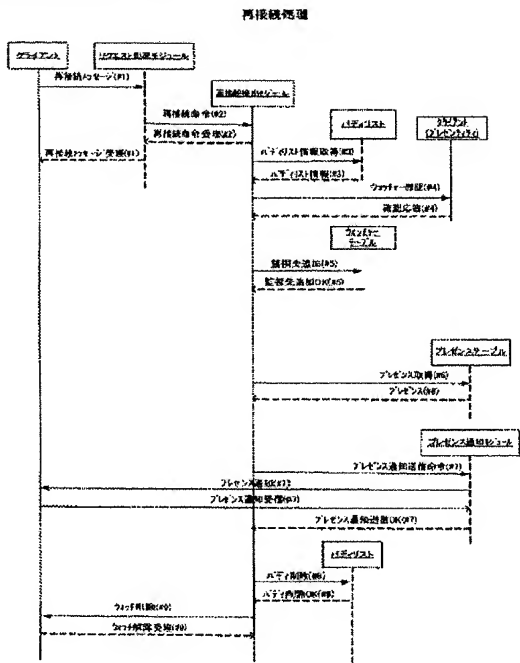 再接続処理
クライアント
リクエスト処理モジュール
再接続メッセージ(#1)
再接続命令(#2)
バディリスト
クライアント
(プレゼンティティ)
再接続命令受理(#2)
再接続メッセージ受理(#1)
バディリスト情報取得(#3)
バディリスト情報(#3)
ウォッチャー認証(#4)
確認応答(#4)
ウォッチャー
テーブル
監視先追加(#5)
監視先追加OK(#5)
プレゼンステーブル
プレゼンス取得(#6)
プレゼンス(#6)
プレゼンス通知モジュール
プレゼンス通知送信命令(#7)
プレゼンス通知(#7)
プレゼンス通知受信(#7)
プレゼンス通知送信OK(#7)
バディリスト
バディ削除(#8)
バディ削除OK(#8)
ウォッチ解除(#9)
ウォッチ解除受理(#9)